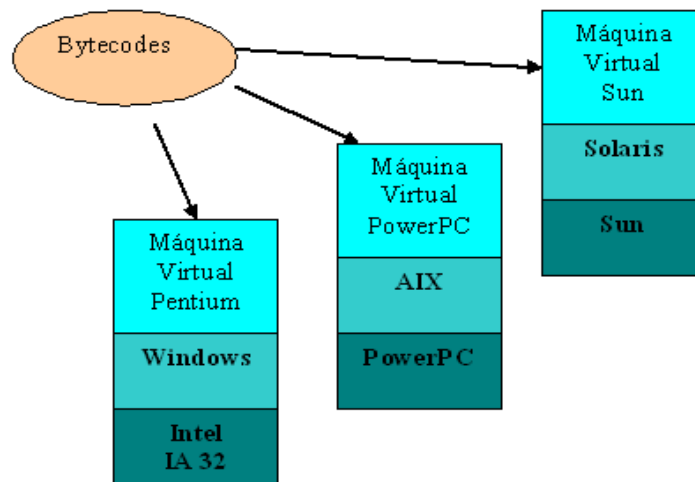 Bytecodes
Máquina
Virtual
Sun
Solaris
Sun
Máquina
Virtual
PowerPC
AIX
PowerPC
Máquina
Virtual
Pentium
Windows
Intel
IA 32